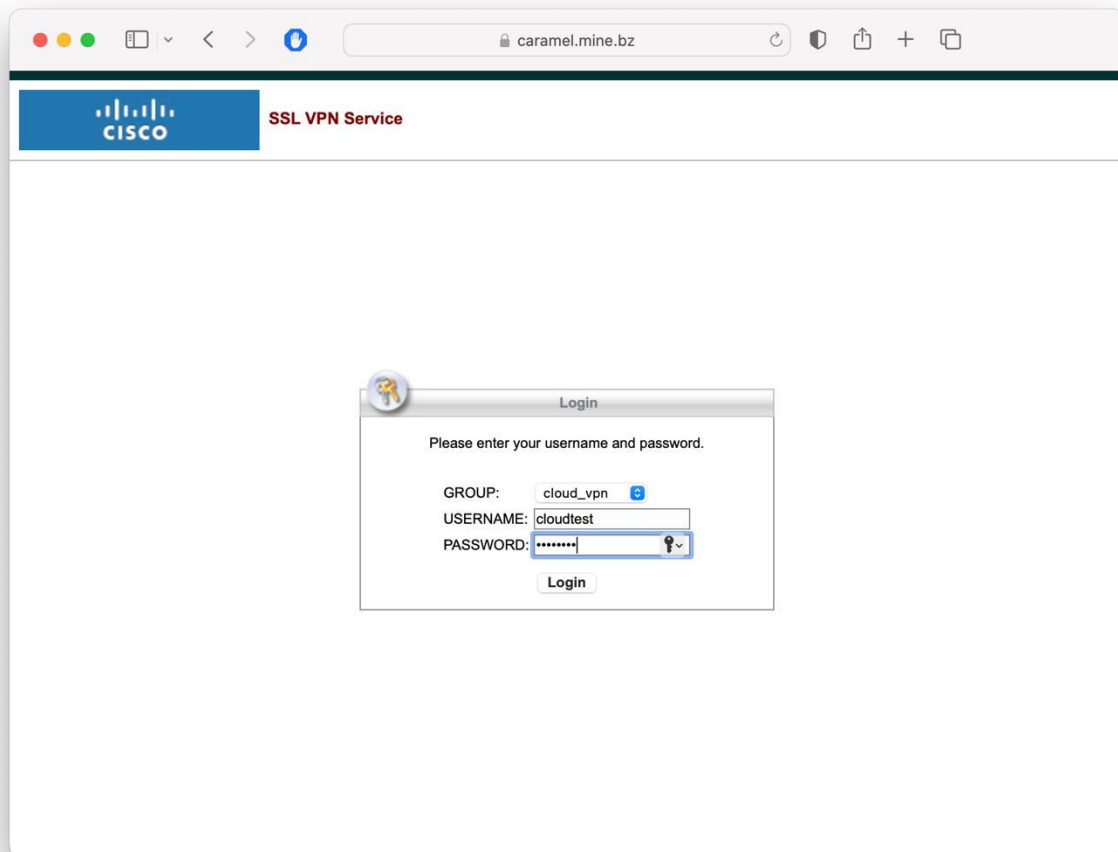 caramel.mine.bz
CISCO
SSL VPN Service
Login
Please enter your username and password.
GROUP: cloud_vpn
USERNAME: cloudtest
PASSWORD: ••••••••
Login